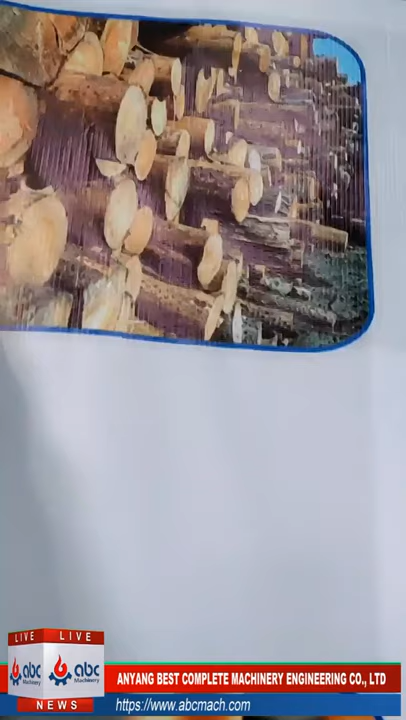 LIVE LIVE
abc abc
Machinery Machinery
NEWS
ANYANG BEST COMPLETE MACHINERY ENGINEERING CO., LTD
https://www.abcmach.com